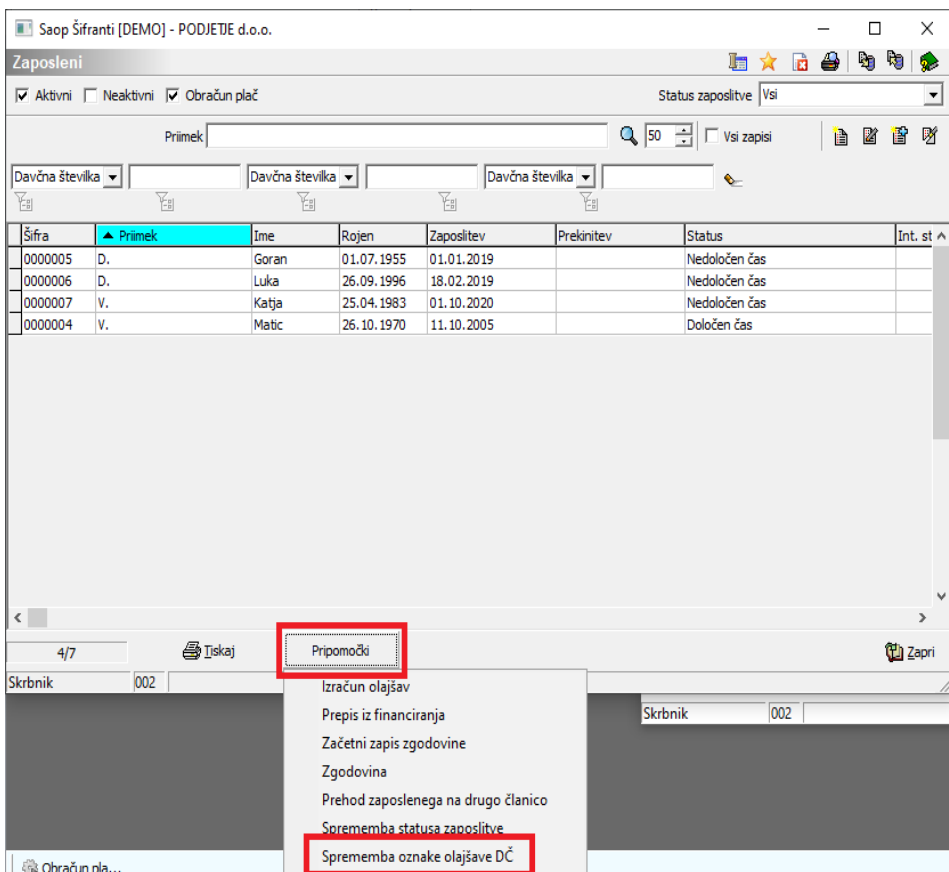 Saop Šifranti [DEMO] - PODJETJE d.o.o.
Zaposleni
Aktivni Neaktivni Obračun plač Status zaposlitve Vsi
Priimek 50 Vsi zapisi
Davčna številka Davčna številka Davčna številka
Šifra Priimek Ime Rojen Zaposlitev Prekinitev Status Int. st
0000005 D. Goran 01.07.1955 01.01.2019 Nedoločen čas
0000006 D. Luka 26.09.1996 18.02.2019 Nedoločen čas
0000007 V. Katja 25.04.1983 01.10.2020 Nedoločen čas
0000004 V. Matic 26.10.1970 11.10.2005 Določen čas
4/7 Tiskaj Pripomočki Zapri
Skrbnik 002
Izračun olajšav
Skrbnik 002
Prepis iz financiranja
Začetni zapis zgodovine
Zgodovina
Prehod zaposlenega na drugo članico
Sprememba statusa zaposlitve
Sprememba oznake olajšave DČ
Obračun pla...